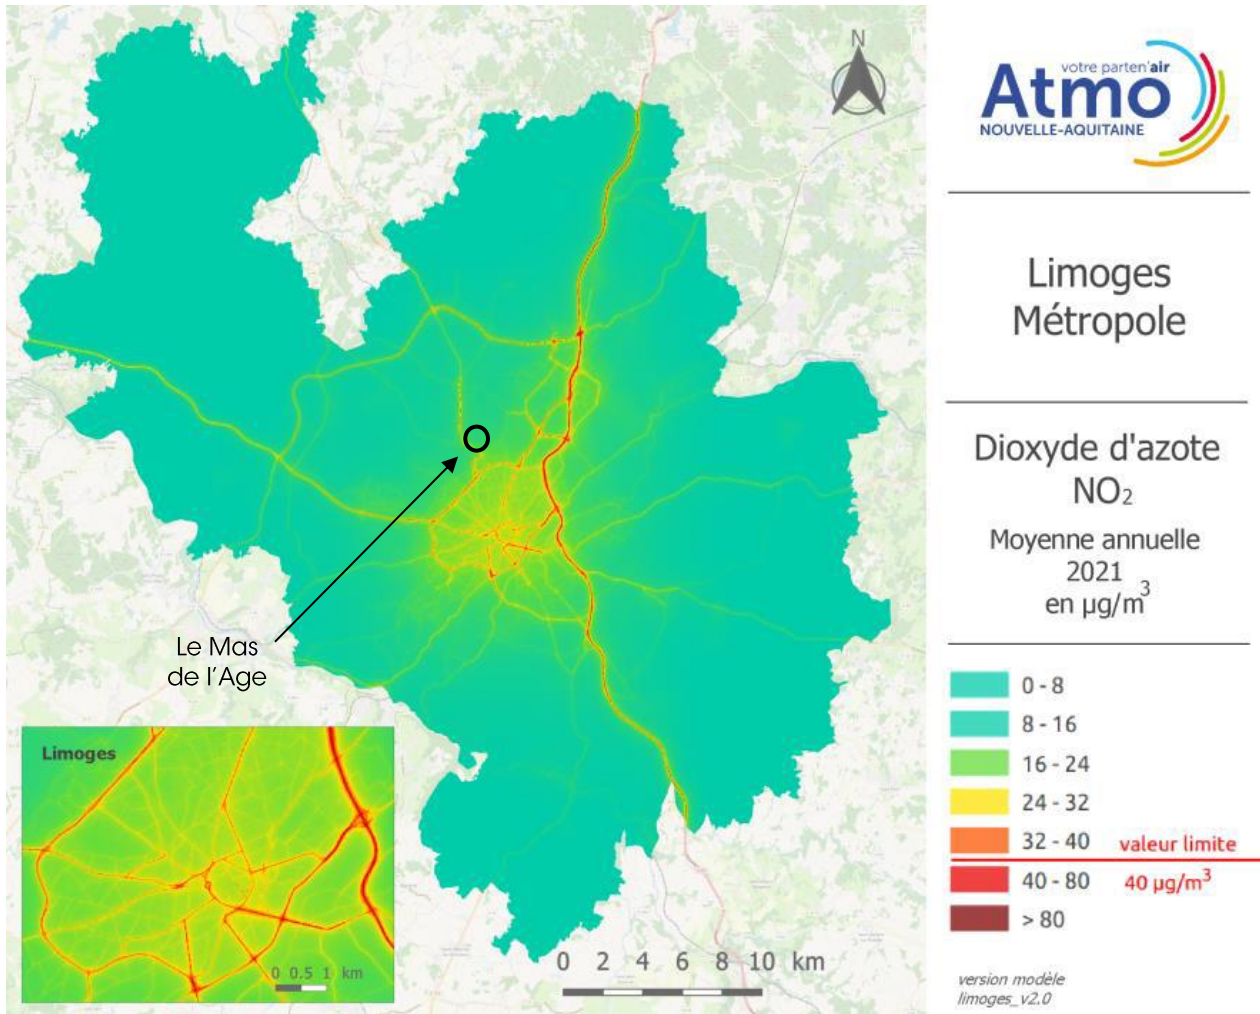 N
Le Mas
de l'Age
Limoges
0 0.5 1 km
0 2 4 6 8 10 km
votre parten'air
Atmo
NOUVELLE-AQUITAINE
Limoges
Métropole
Dioxyde d'azote
NO2
Moyenne annuelle
2021
en µg/m3
0 - 8
8 - 16
16 - 24
24 - 32
32 - 40 valeur limite
40 - 80 40 µg/m3
> 80
version modèle
limoges_v2.0